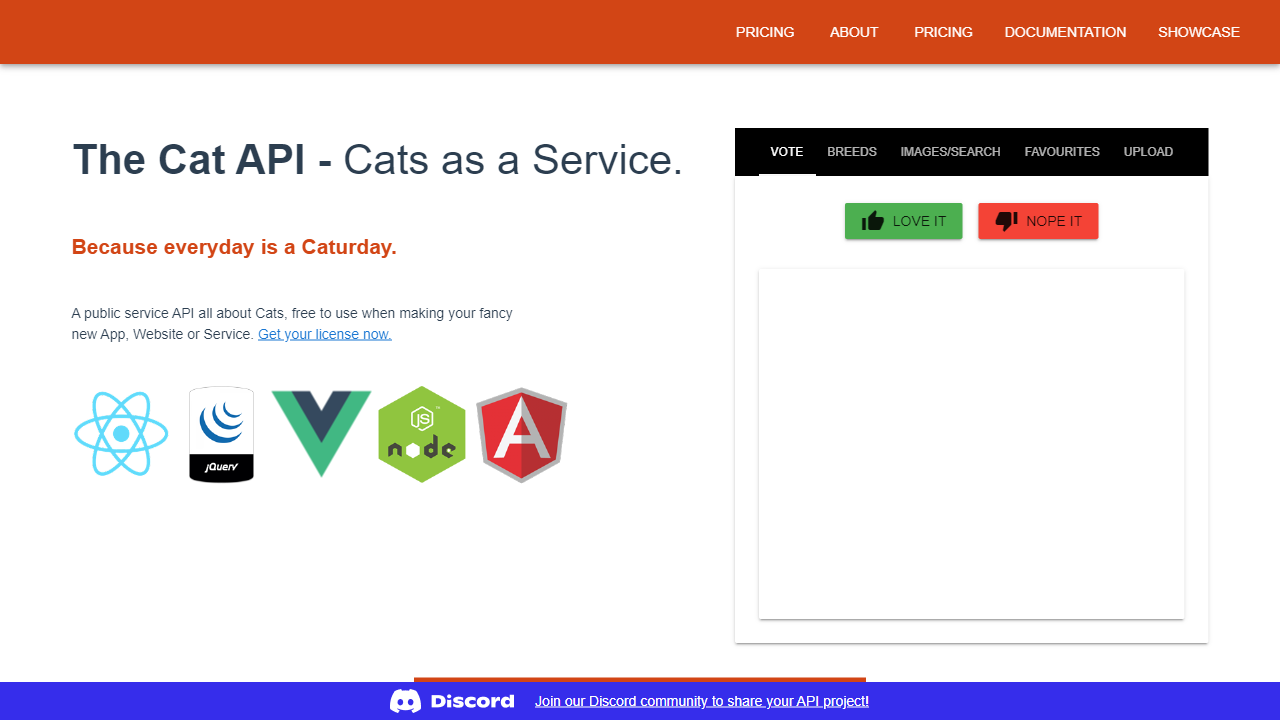 PRICING ABOUT PRICING DOCUMENTATION SHOWCASE
The Cat API - Cats as a Service.
Because everyday is a Caturday.
A public service API all about Cats, free to use when making your fancy
new App, Website or Service. Get your license now.
jQuery
JS
node
A
VOTE BREEDS IMAGES/SEARCH FAVOURITES UPLOAD
LOVE IT NOPE IT
Discord Join our Discord community to share your API project!